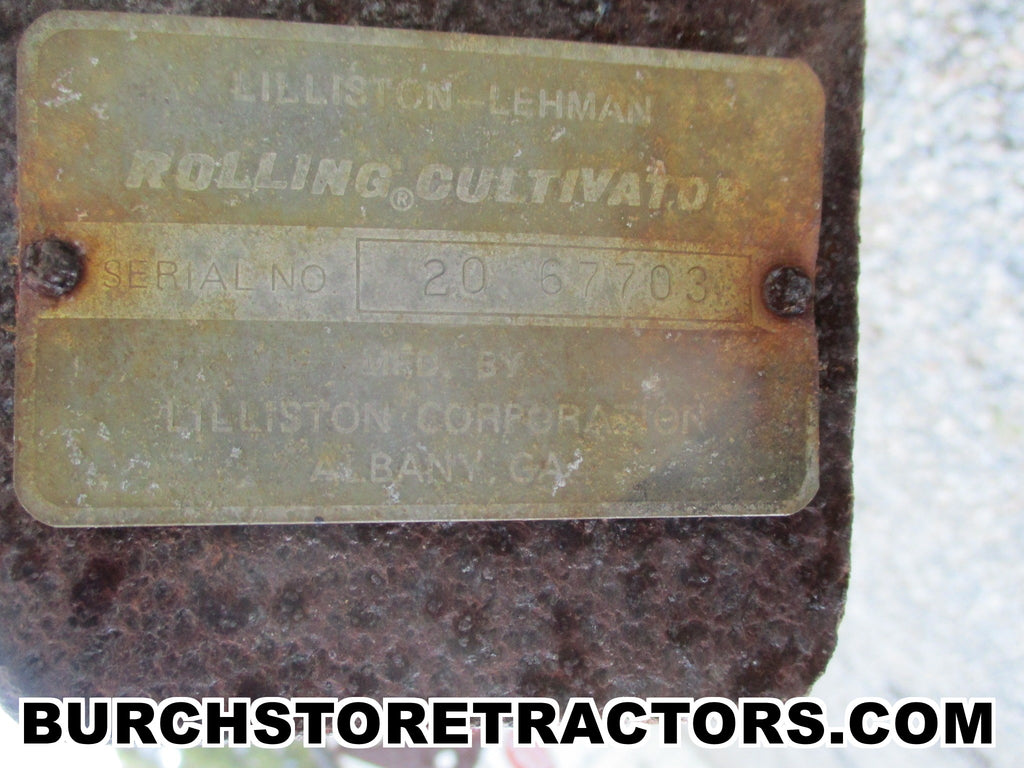 LILLISTON-LEHMAN
ROLLING® CULTIVATOR
SERIAL NO 20 67703
MFD. BY
LILLISTON CORPORATION
ALBANY, GA.
BURCHSTORETRACTORS.COM